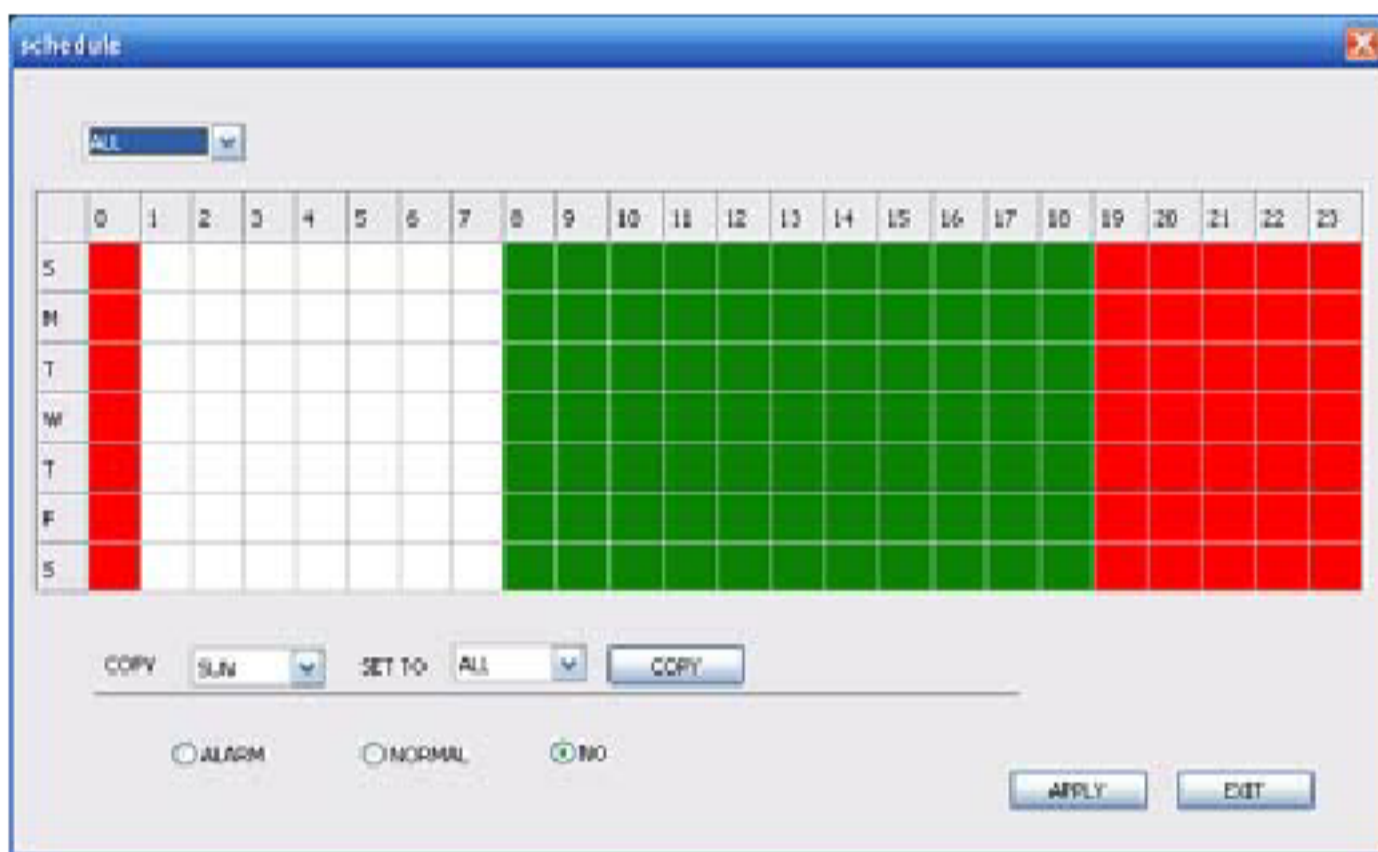 schedule
ALL
0 1 2 3 4 5 6 7 8 9 10 11 12 13 14 15 16 17 18 19 20 21 22 23
S
M
T
W
T
F
S
COPY SUN SET TO ALL COPY
ALARM NORMAL NO
APPLY EXIT